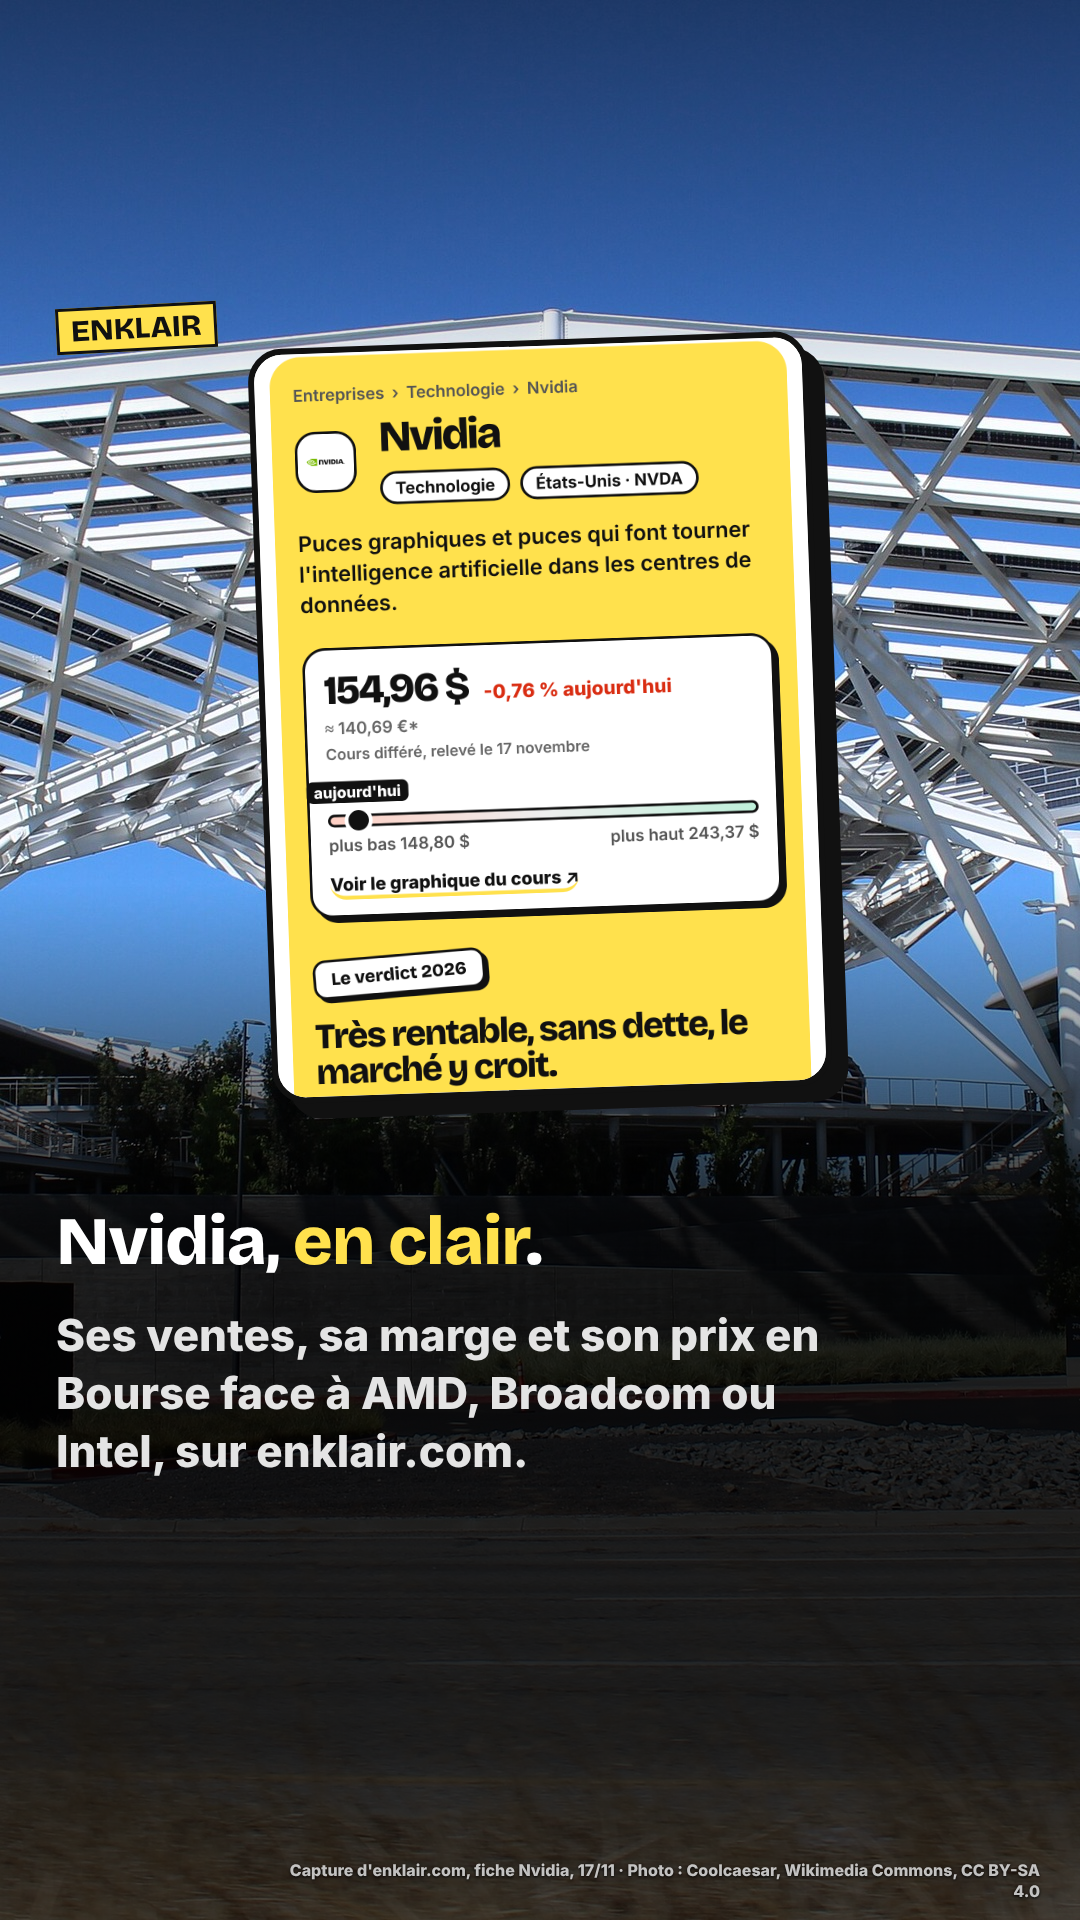 ENKLAIR
Entreprises › Technologie › Nvidia
NVIDIA.
Nvidia
Technologie
États-Unis · NVDA
Puces graphiques et puces qui font tourner
l'intelligence artificielle dans les centres de
données.
154,96 $ -0,76 % aujourd'hui
≈ 140,69 €*
Cours différé, relevé le 17 novembre
aujourd'hui
plus bas 148,80 $ plus haut 243,37 $
Voir le graphique du cours ↗
Le verdict 2026
Très rentable, sans dette, le
marché y croit.
Nvidia, en clair.
Ses ventes, sa marge et son prix en
Bourse face à AMD, Broadcom ou
Intel, sur enklair.com.
Capture d'enklair.com, fiche Nvidia, 17/11 · Photo : Coolcaesar, Wikimedia Commons, CC BY-SA
4.0